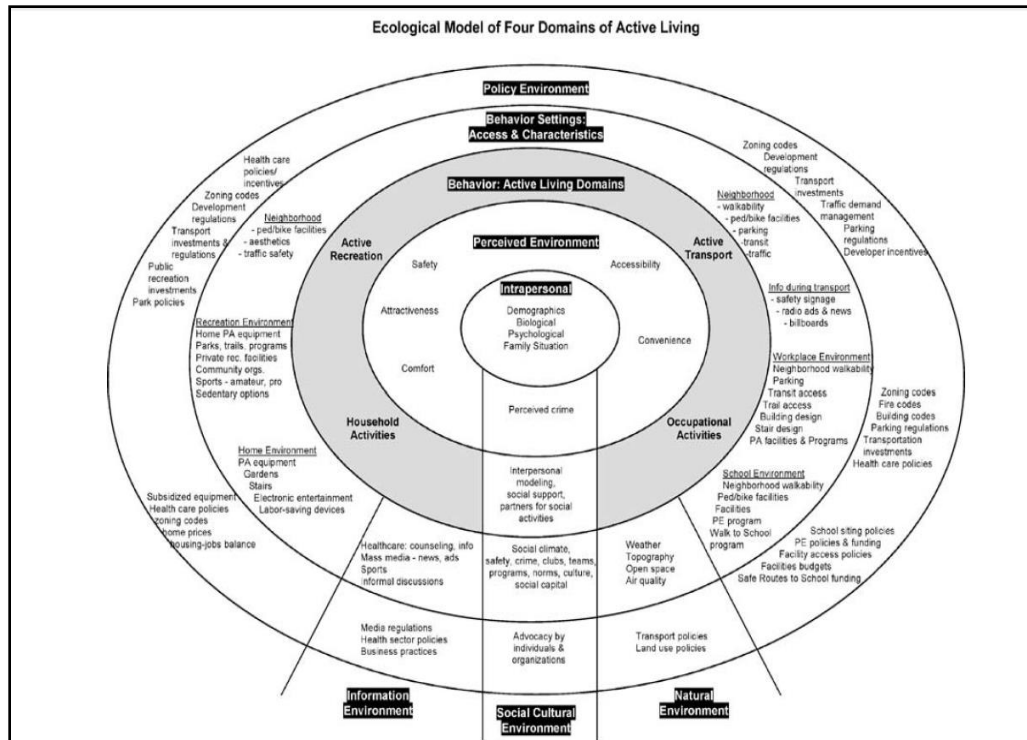 Ecological Model of Four Domains of Active Living
Policy Environment
Behavior Settings:
Access & Characteristics
Behavior: Active Living Domains
Perceived Environment
Intrapersonal
Demographics
Biological
Psychological
Family Situation
Safety
Accessibility
Attractiveness
Convenience
Comfort
Perceived crime
Active
Recreation
Active
Transport
Household
Activities
Occupational
Activities
Health care
policies/
incentives
Zoning codes
Development
regulations
Transport
investments &
regulations
Public
recreation
investments
Park policies
Neighborhood
- ped/bike facilities
- aesthetics
- traffic safety
Recreation Environment
Home PA equipment
Parks, trails. programs
Private rec. facilities
Community orgs.
Sports - amateur, pro
Sedentary options
Home Environment
PA equipment
Gardens
Stairs
Electronic entertainment
Labor-saving devices
Subsidized equipment
Health care policies
zoning codes
home prices
housing-jobs balance
Zoning codes
Development
regulations
Transport
investments
Traffic demand
management
Parking
regulations
Developer incentives
Neighborhood
- walkability
- ped/bike facilities
- parking
-transit
-traffic
Info during transport
- safety signage
- radio ads & news
- billboards
Workplace Environment
Neighborhood walkability
Parking
Transit access
Trail access
Building design
Stair design
PA facilities & Programs
Zoning codes
Fire codes
Building codes
Parking regulations
Transportation
investments
Health care policies
School Environment
Neighborhood walkability
Ped/bike facilities
Facilities
PE program
Walk to School
program
School siting policies
PE policies & funding
Facility access policies
Facilities budgets
Safe Routes to School funding
Interpersonal
modeling,
social support,
partners for social
activities
Healthcare: counseling, info
Mass media - news, ads
Sports
Informal discussions
Social climate,
safety, crime, clubs, teams,
programs, norms, culture,
social capital
Weather
Topography
Open space
Air quality
Media regulations
Health sector policies
Business practices
Advocacy by
individuals &
organizations
Transport policies
Land use policies
Information
Environment
Social Cultural
Environment
Natural
Environment